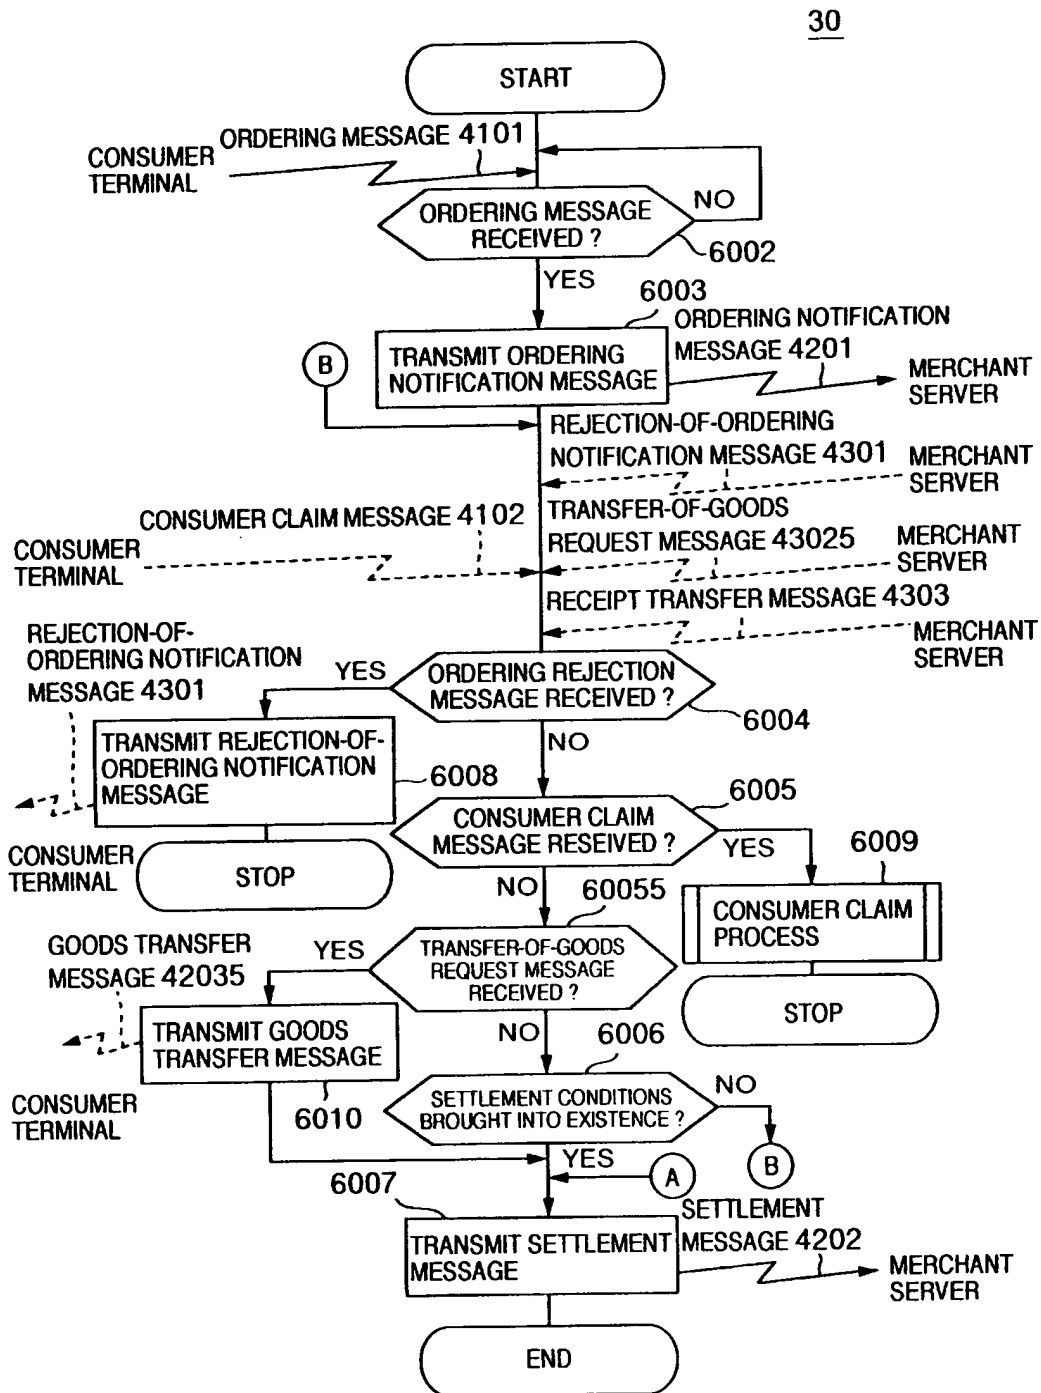 30
START
ORDERING MESSAGE 4101
CONSUMER
TERMINAL
NO
ORDERING MESSAGE
RECEIVED ?
6002
YES
6003
ORDERING NOTIFICATION
MESSAGE 4201
TRANSMIT ORDERING
NOTIFICATION MESSAGE
B
MERCHANT
SERVER
REJECTION-OF-ORDERING
NOTIFICATION MESSAGE 4301
MERCHANT
SERVER
CONSUMER CLAIM MESSAGE 4102
CONSUMER
TERMINAL
TRANSFER-OF-GOODS
REQUEST MESSAGE 43025
MERCHANT
SERVER
RECEIPT TRANSFER MESSAGE 4303
MERCHANT
SERVER
REJECTION-OF-
ORDERING NOTIFICATION
MESSAGE 4301
YES
ORDERING REJECTION
MESSAGE RECEIVED ?
6004
NO
TRANSMIT REJECTION-OF-
ORDERING NOTIFICATION
MESSAGE
6008
CONSUMER
TERMINAL
STOP
6005
CONSUMER CLAIM
MESSAGE RESEIVED ?
YES
NO
6009
CONSUMER CLAIM
PROCESS
STOP
60055
GOODS TRANSFER
MESSAGE 42035
YES
TRANSFER-OF-GOODS
REQUEST MESSAGE
RECEIVED ?
NO
TRANSMIT GOODS
TRANSFER MESSAGE
6010
CONSUMER
TERMINAL
6006
SETTLEMENT CONDITIONS
BROUGHT INTO EXISTENCE ?
NO
B
YES
A
6007
SETTLEMENT
MESSAGE 4202
TRANSMIT SETTLEMENT
MESSAGE
MERCHANT
SERVER
END